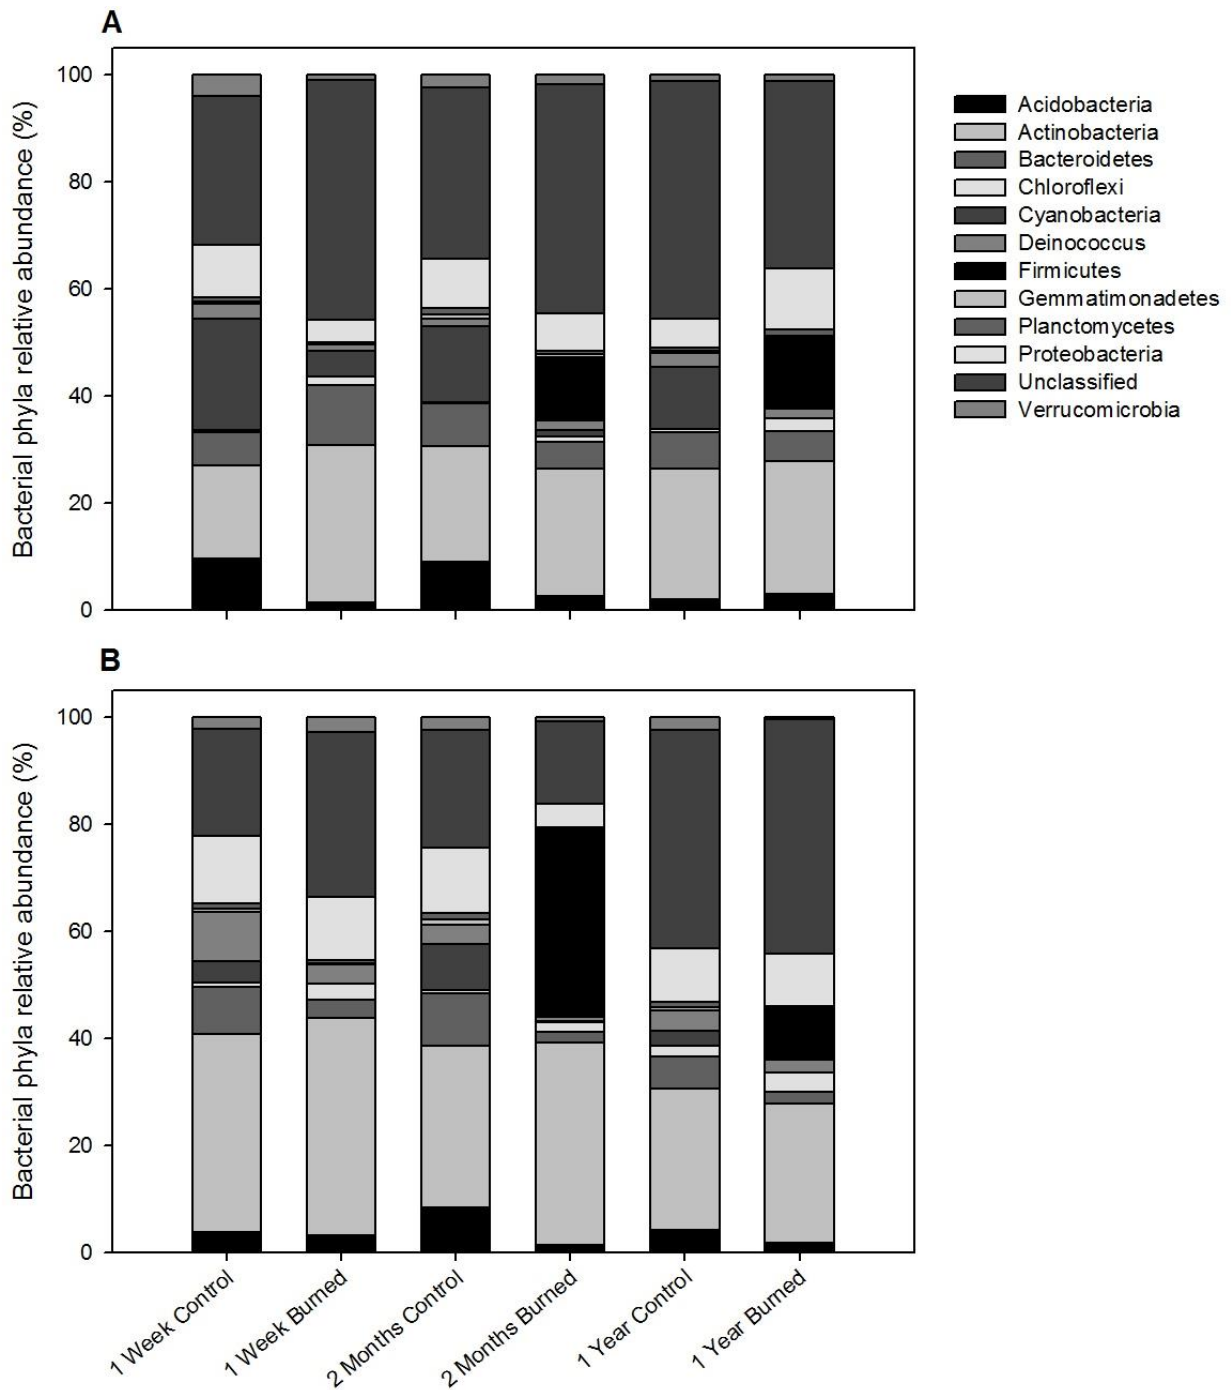 A
Bacterial phyla relative abundance (%)
100
80
60
40
20
0
Acidobacteria
Actinobacteria
Bacteroidetes
Chloroflexi
Cyanobacteria
Deinococcus
Firmicutes
Gemmatimonadetes
Planctomycetes
Proteobacteria
Unclassified
Verrucomicrobia
B
Bacterial phyla relative abundance (%)
100
80
60
40
20
0
1 Week Control
1 Week Burned
2 Months Control
2 Months Burned
1 Year Control
1 Year Burned